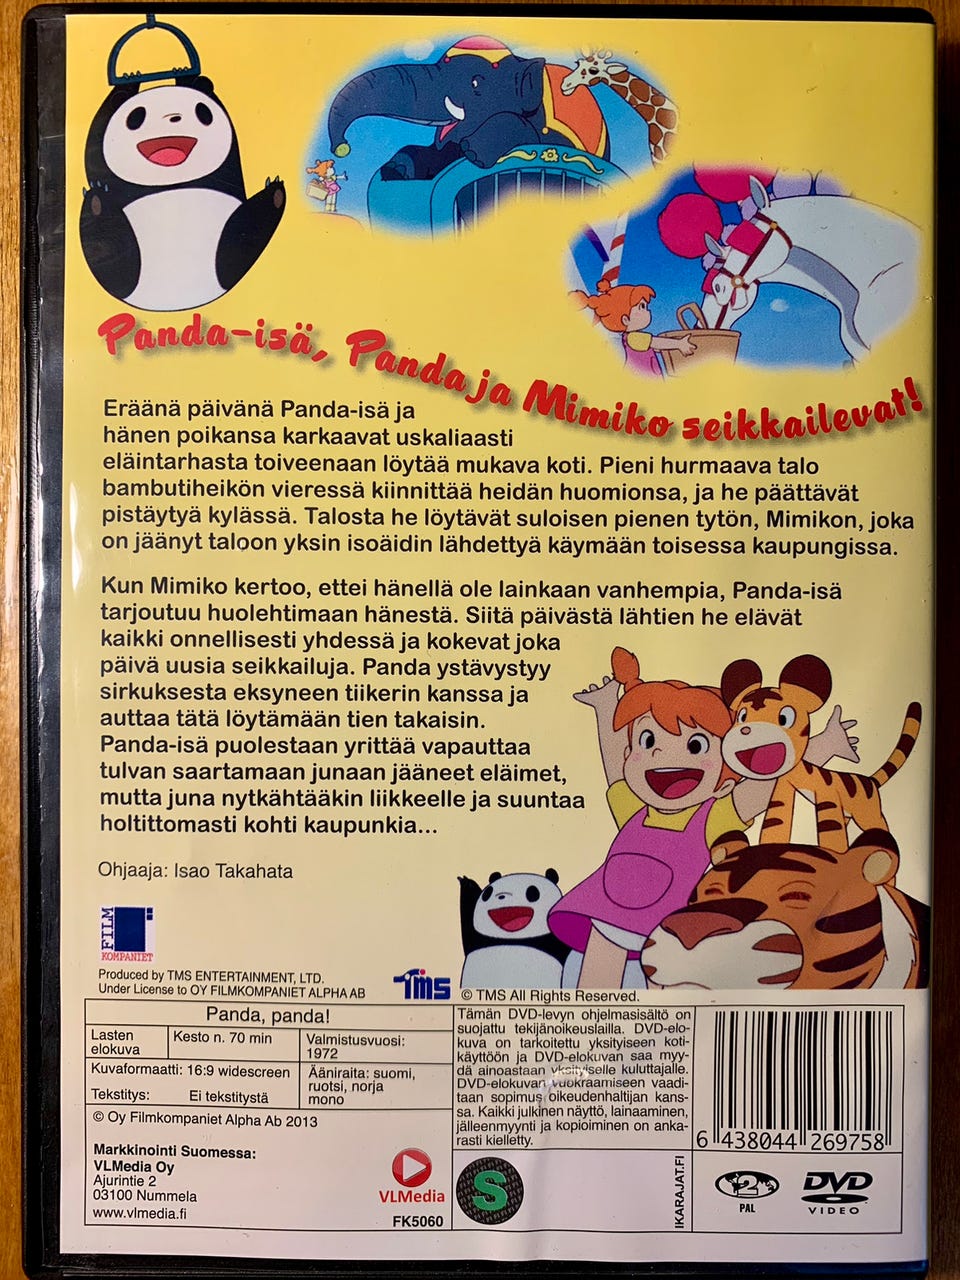 Panda-isä, Panda ja Mimiko seikkailevat!
Eräänä päivänä Panda-isä ja
hänen poikansa karkaavat uskaliaasti
eläintarhasta toiveenaan löytää mukava koti. Pieni hurmaava talo
bambutiheikön vieressä kiinnittää heidän huomionsa, ja he päättävät
pistäytyä kylässä. Talosta he löytävät suloisen pienen tytön, Mimikon, joka
on jäänyt taloon yksin isoäidin lähdettyä käymään toisessa kaupungissa.
Kun Mimiko kertoo, ettei hänellä ole lainkaan vanhempia, Panda-isä
tarjoutuu huolehtimaan hänestä. Siitä päivästä lähtien he elävät
kaikki onnellisesti yhdessä ja kokevat joka
päivä uusia seikkailuja. Panda ystävystyy
sirkuksesta eksyneen tiikerin kanssa ja
auttaa tätä löytämään tien takaisin.
Panda-isä puolestaan yrittää vapauttaa
tulvan saartamaan junaan jääneet eläimet,
mutta juna nytkähtääkin liikkeelle ja suuntaa
holtittomasti kohti kaupunkia...
Ohjaaja: Isao Takahata
FILM
KOMPANIET
Produced by TMS ENTERTAINMENT, LTD.
Under License to OY FILMKOMPANIET ALPHA AB
TMS
© TMS All Rights Reserved.
Panda, panda!
Lasten
elokuva
Kesto n. 70 min
Valmistusvuosi:
1972
Kuvaformaatti: 16:9 widescreen
Tekstitys: Ei tekstitystä
Ääniraita: suomi,
ruotsi, norja
mono
© Oy Filmkompaniet Alpha Ab 2013
Markkinointi Suomessa:
VLMedia Oy
Ajurintie 2
03100 Nummela
www.vlmedia.fi
VLMedia
FK5060
Tämän DVD-levyn ohjelmasisältö on
suojattu tekijänoikeuslailla. DVD-elo-
kuva on tarkoitettu yksityiseen koti-
käyttöön ja DVD-elokuvan saa myy-
dä ainoastaan yksityiselle kuluttajalle.
DVD-elokuvan vuokraamiseen vaadi-
taan sopimus oikeudenhaltijan kans-
sa. Kaikki julkinen näyttö, lainaaminen,
jälleenmyynti ja kopioiminen on anka-
rasti kielletty.
S
IKARAJAT.FI
6 438044 269758
2
PAL
DVD
VIDEO